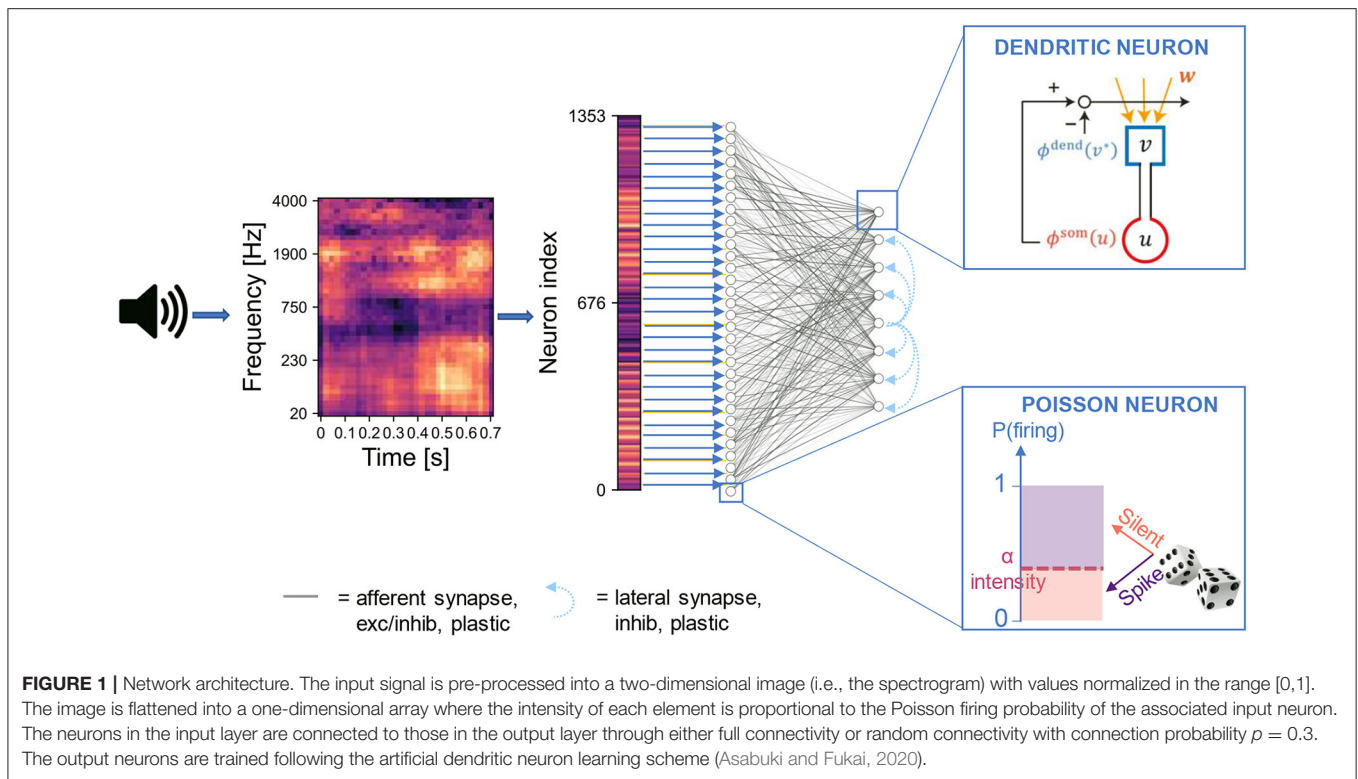 DENDRITIC NEURON
w
+
−
ϕ^dend(v*)
v
ϕ^som(u)
u
Frequency [Hz]
4000
1900
750
230
20
0 0.1 0.2 0.3 0.4 0.5 0.6 0.7
Time [s]
Neuron index
1353
676
0
POISSON NEURON
P(firing)
1
α
intensity
0
Silent
Spike
= afferent synapse,
exc/inhib, plastic
= lateral synapse,
inhib, plastic
FIGURE 1 | Network architecture. The input signal is pre-processed into a two-dimensional image (i.e., the spectrogram) with values normalized in the range [0,1].
The image is flattened into a one-dimensional array where the intensity of each element is proportional to the Poisson firing probability of the associated input neuron.
The neurons in the input layer are connected to those in the output layer through either full connectivity or random connectivity with connection probability p = 0.3.
The output neurons are trained following the artificial dendritic neuron learning scheme (Asabuki and Fukai, 2020).